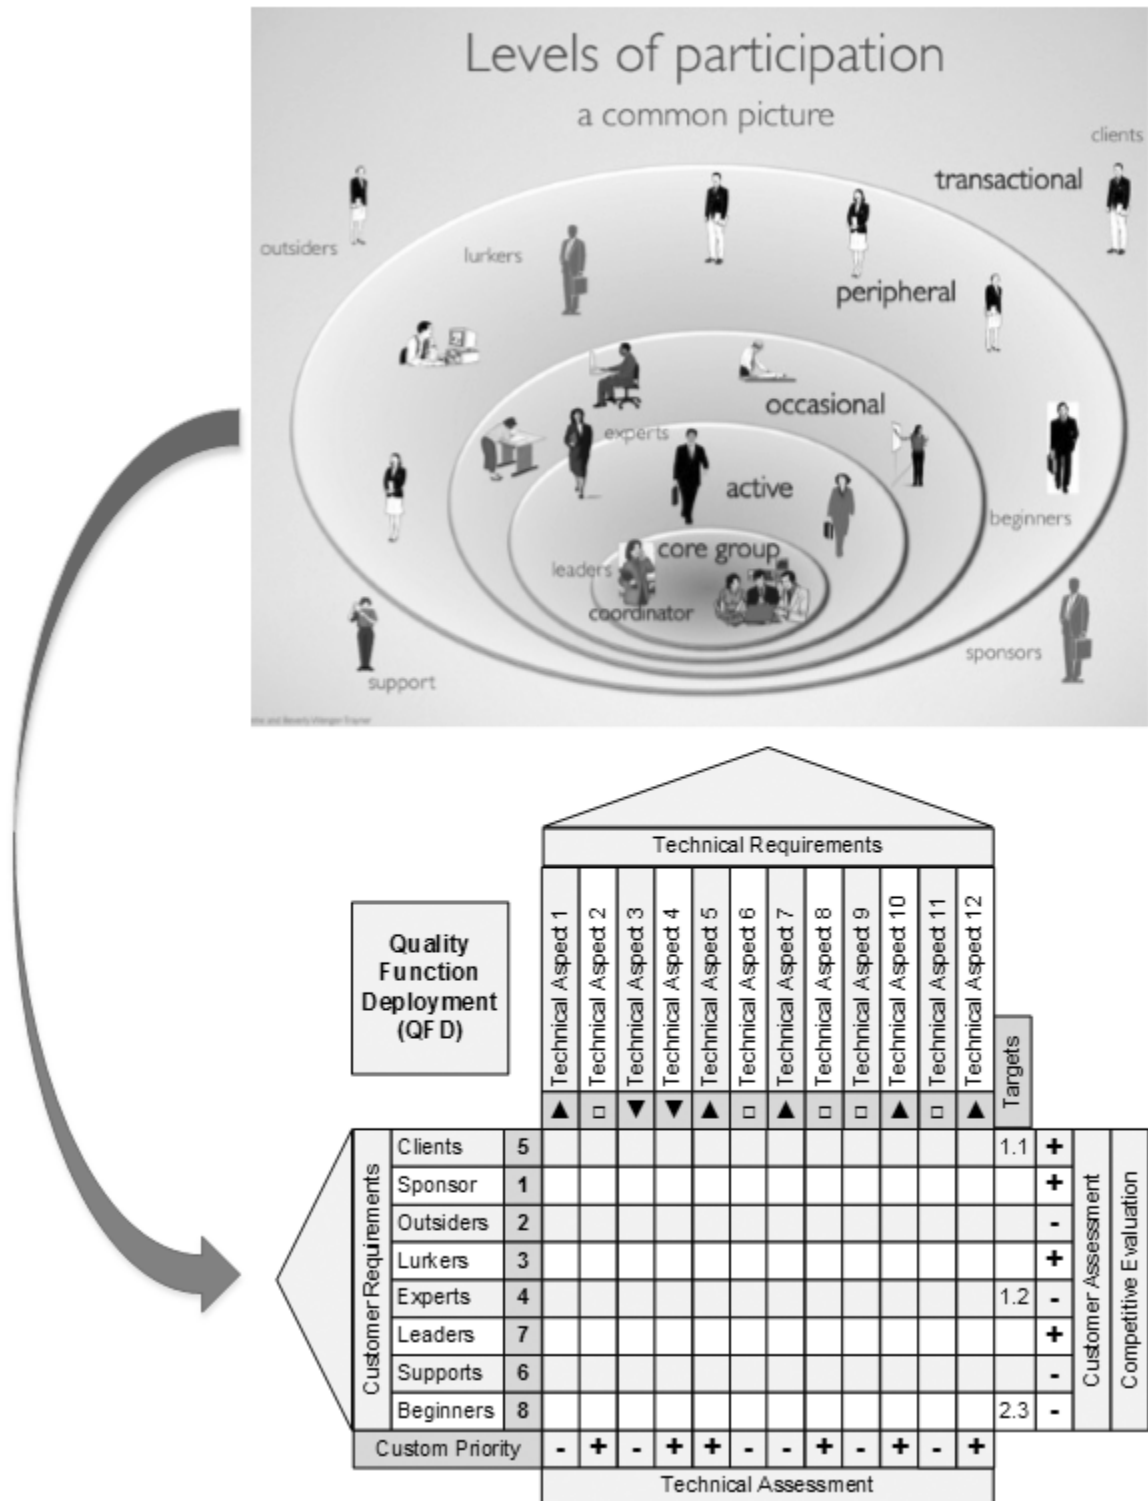 Levels of participation
a common picture
clients
transactional
outsiders
lurkers
peripheral
occasional
experts
active
beginners
core group
leaders
coordinator
sponsors
support
and Beverly Wenger-Trayner
Technical Requirements
Quality
Function
Deployment
(QFD)
Technical Aspect 1
Technical Aspect 2
Technical Aspect 3
Technical Aspect 4
Technical Aspect 5
Technical Aspect 6
Technical Aspect 7
Technical Aspect 8
Technical Aspect 9
Technical Aspect 10
Technical Aspect 11
Technical Aspect 12
Targets
▲ □ ▼ ▼ ▲ □ ▲ □ □ ▲ □ ▲
Customer Requirements
Clients 5 1.1 +
Sponsor 1 +
Outsiders 2 -
Lurkers 3 +
Experts 4 1.2 -
Leaders 7 +
Supports 6 -
Beginners 8 2.3 -
Customer Assessment
Competitive Evaluation
Custom Priority - + - + + - - + - + - +
Technical Assessment